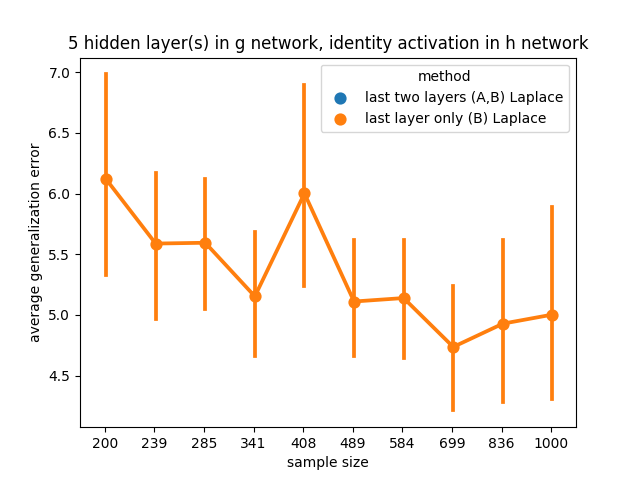 5 hidden layer(s) in g network, identity activation in h network
method
last two layers (A,B) Laplace
last layer only (B) Laplace
average generalization error
7.0
6.5
6.0
5.5
5.0
4.5
200 239 285 341 408 489 584 699 836 1000
sample size